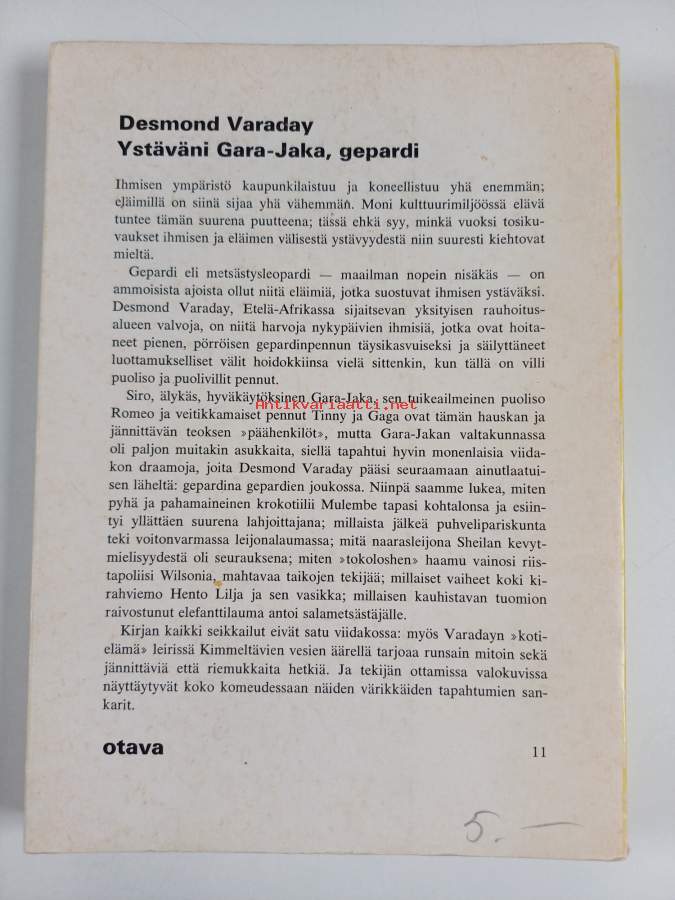 Desmond Varaday
Ystäväni Gara-Jaka, gepardi
Ihmisen ympäristö kaupunkilaistuu ja koneellistuu yhä enemmän;
eläimillä on siinä sijaa yhä vähemmän. Moni kulttuurimiljöössä elävä
tuntee tämän suurena puutteena; tässä ehkä syy, minkä vuoksi tosiku-
vaukset ihmisen ja eläimen välisestä ystävyydestä niin suuresti kiehtovat
mieltä.
Gepardi eli metsästysleopardi — maailman nopein nisäkäs — on
ammoisista ajoista ollut niitä eläimiä, jotka suostuvat ihmisen ystäväksi.
Desmond Varaday, Etelä-Afrikassa sijaitsevan yksityisen rauhoitus-
alueen valvoja, on niitä harvoja nykypäivien ihmisiä, jotka ovat hoita-
neet pienen, pörröisen gepardinpennun täysikasvuiseksi ja säilyttäneet
luottamukselliset välit hoidokkiinsa vielä sittenkin, kun tällä on villi
puoliso ja puolivillit pennut.
Siro, älykäs, hyväkäytöksinen Gara-Jaka, sen tuikeailmeinen puoliso
Antikvariaatti.net
Romeo ja veitikkamaiset pennut Tinny ja Gaga ovat tämän hauskan ja
jännittävän teoksen »päähenkilöt», mutta Gara-Jakan valtakunnassa
oli paljon muitakin asukkaita, siellä tapahtui hyvin monenlaisia viida-
kon draamoja, joita Desmond Varaday pääsi seuraamaan ainutlaatui-
sen läheltä: gepardina gepardien joukossa. Niinpä saamme lukea, miten
pyhä ja pahamaineinen krokotiili Mulembe tapasi kohtalonsa ja esiin-
tyi yllättäen suurena lahjoittajana; millaista jälkeä puhvelipariskunta
teki voitonvarmassa leijonalaumassa; mitä naarasleijona Sheilan kevyt-
mielisyydestä oli seurauksena; miten »tokoloshen» haamu vainosi riis-
tapoliisi Wilsonia, mahtavaa taikojen tekijää; millaiset vaiheet koki ki-
rahviemo Hento Lilja ja sen vasikka; millaisen kauhistavan tuomion
raivostunut elefanttilauma antoi salametsästäjälle.
Kirjan kaikki seikkailut eivät satu viidakossa: myös Varadayn »koti-
elämä» leirissä Kimmeltävien vesien äärellä tarjoaa runsain mitoin sekä
jännittäviä että riemukkaita hetkiä. Ja tekijän ottamissa valokuvissa
näyttäytyvät koko komeudessaan näiden värikkäiden tapahtumien san-
karit.
otava
11
5.—